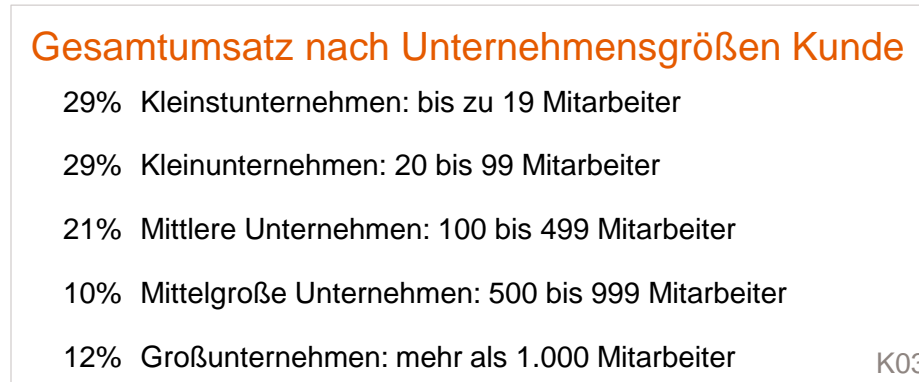 Gesamtumsatz nach Unternehmensgrößen Kunde
29% Kleinstunternehmen: bis zu 19 Mitarbeiter
29% Kleinunternehmen: 20 bis 99 Mitarbeiter
21% Mittlere Unternehmen: 100 bis 499 Mitarbeiter
10% Mittelgroße Unternehmen: 500 bis 999 Mitarbeiter
12% Großunternehmen: mehr als 1.000 Mitarbeiter
K03